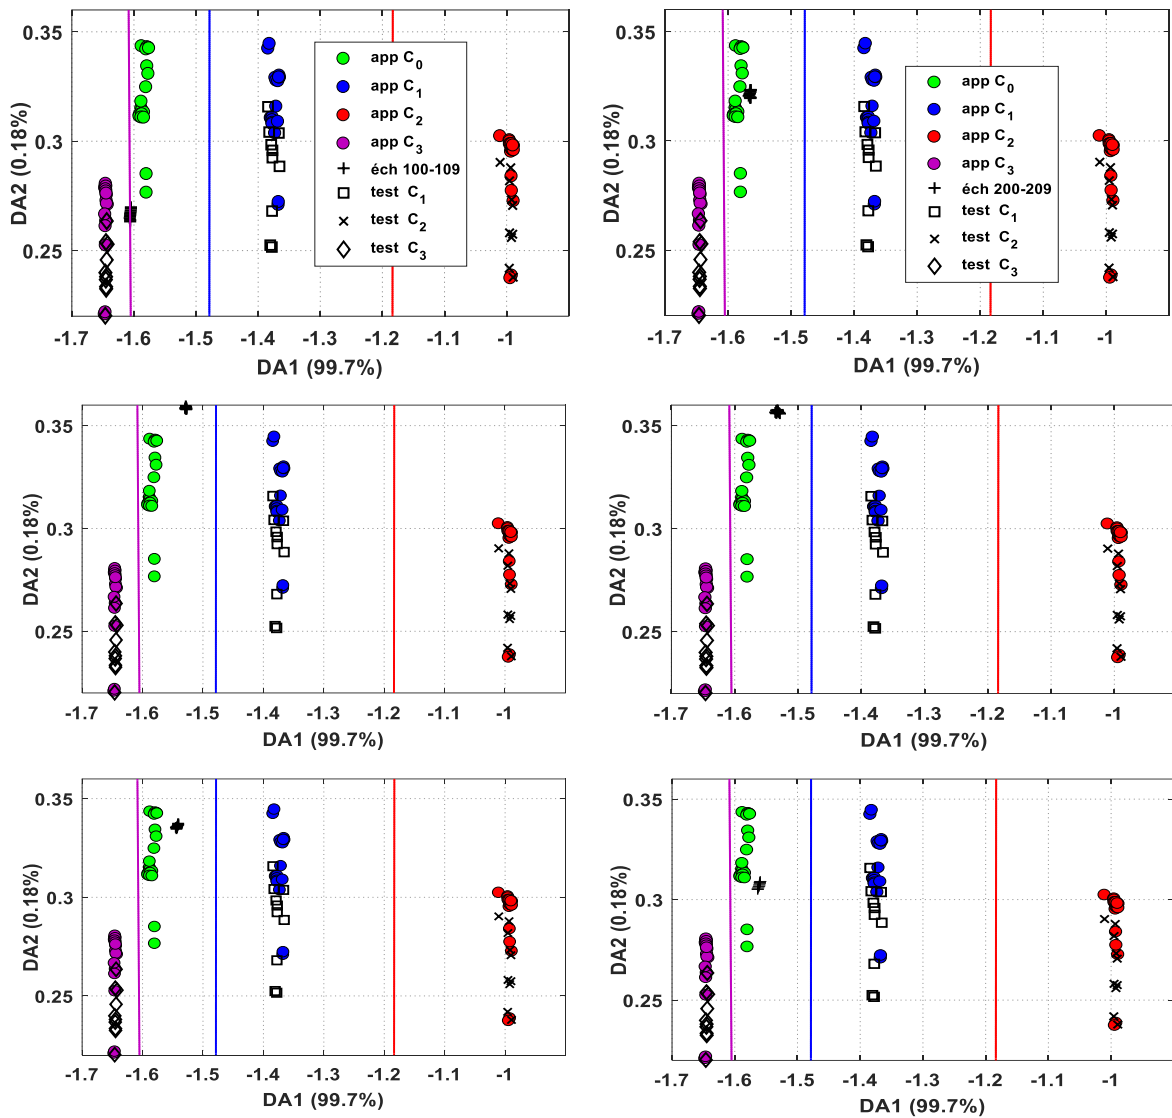 0.35
0.3
0.25
DA2 (0.18%)
-1.7 -1.6 -1.5 -1.4 -1.3 -1.2 -1.1 -1
DA1 (99.7%)
app C0
app C1
app C2
app C3
éch 100-109
test C1
test C2
test C3
0.35
0.3
0.25
DA2 (0.18%)
-1.7 -1.6 -1.5 -1.4 -1.3 -1.2 -1.1 -1
DA1 (99.7%)
app C0
app C1
app C2
app C3
éch 200-209
test C1
test C2
test C3
0.35
0.3
0.25
DA2 (0.18%)
-1.7 -1.6 -1.5 -1.4 -1.3 -1.2 -1.1 -1
DA1 (99.7%)
0.35
0.3
0.25
DA2 (0.18%)
-1.7 -1.6 -1.5 -1.4 -1.3 -1.2 -1.1 -1
DA1 (99.7%)
0.35
0.3
0.25
DA2 (0.18%)
-1.7 -1.6 -1.5 -1.4 -1.3 -1.2 -1.1 -1
DA1 (99.7%)
0.35
0.3
0.25
DA2 (0.18%)
-1.7 -1.6 -1.5 -1.4 -1.3 -1.2 -1.1 -1
DA1 (99.7%)